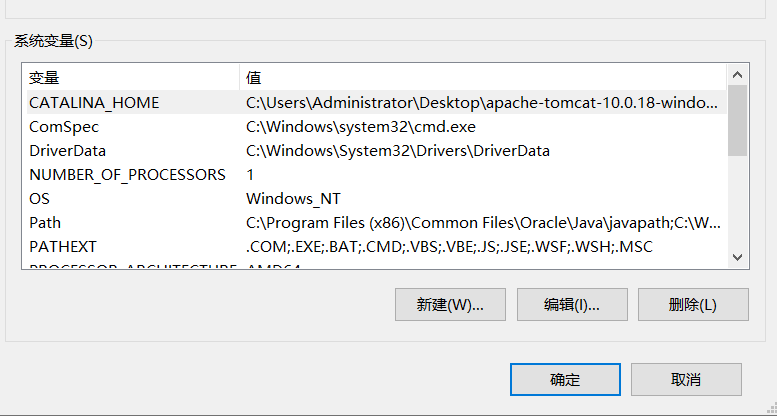 系统变量(S)
变量 值
CATALINA_HOME C:\Users\Administrator\Desktop\apache-tomcat-10.0.18-windo...
ComSpec C:\Windows\system32\cmd.exe
DriverData C:\Windows\System32\Drivers\DriverData
NUMBER_OF_PROCESSORS 1
OS Windows_NT
Path C:\Program Files (x86)\Common Files\Oracle\Java\javapath;C:\W...
PATHEXT .COM;.EXE;.BAT;.CMD;.VBS;.VBE;.JS;.JSE;.WSF;.WSH;.MSC
PROCESSOR_ARCHITECTURE AMD64
新建(W)... 编辑(I)... 删除(L)
确定 取消